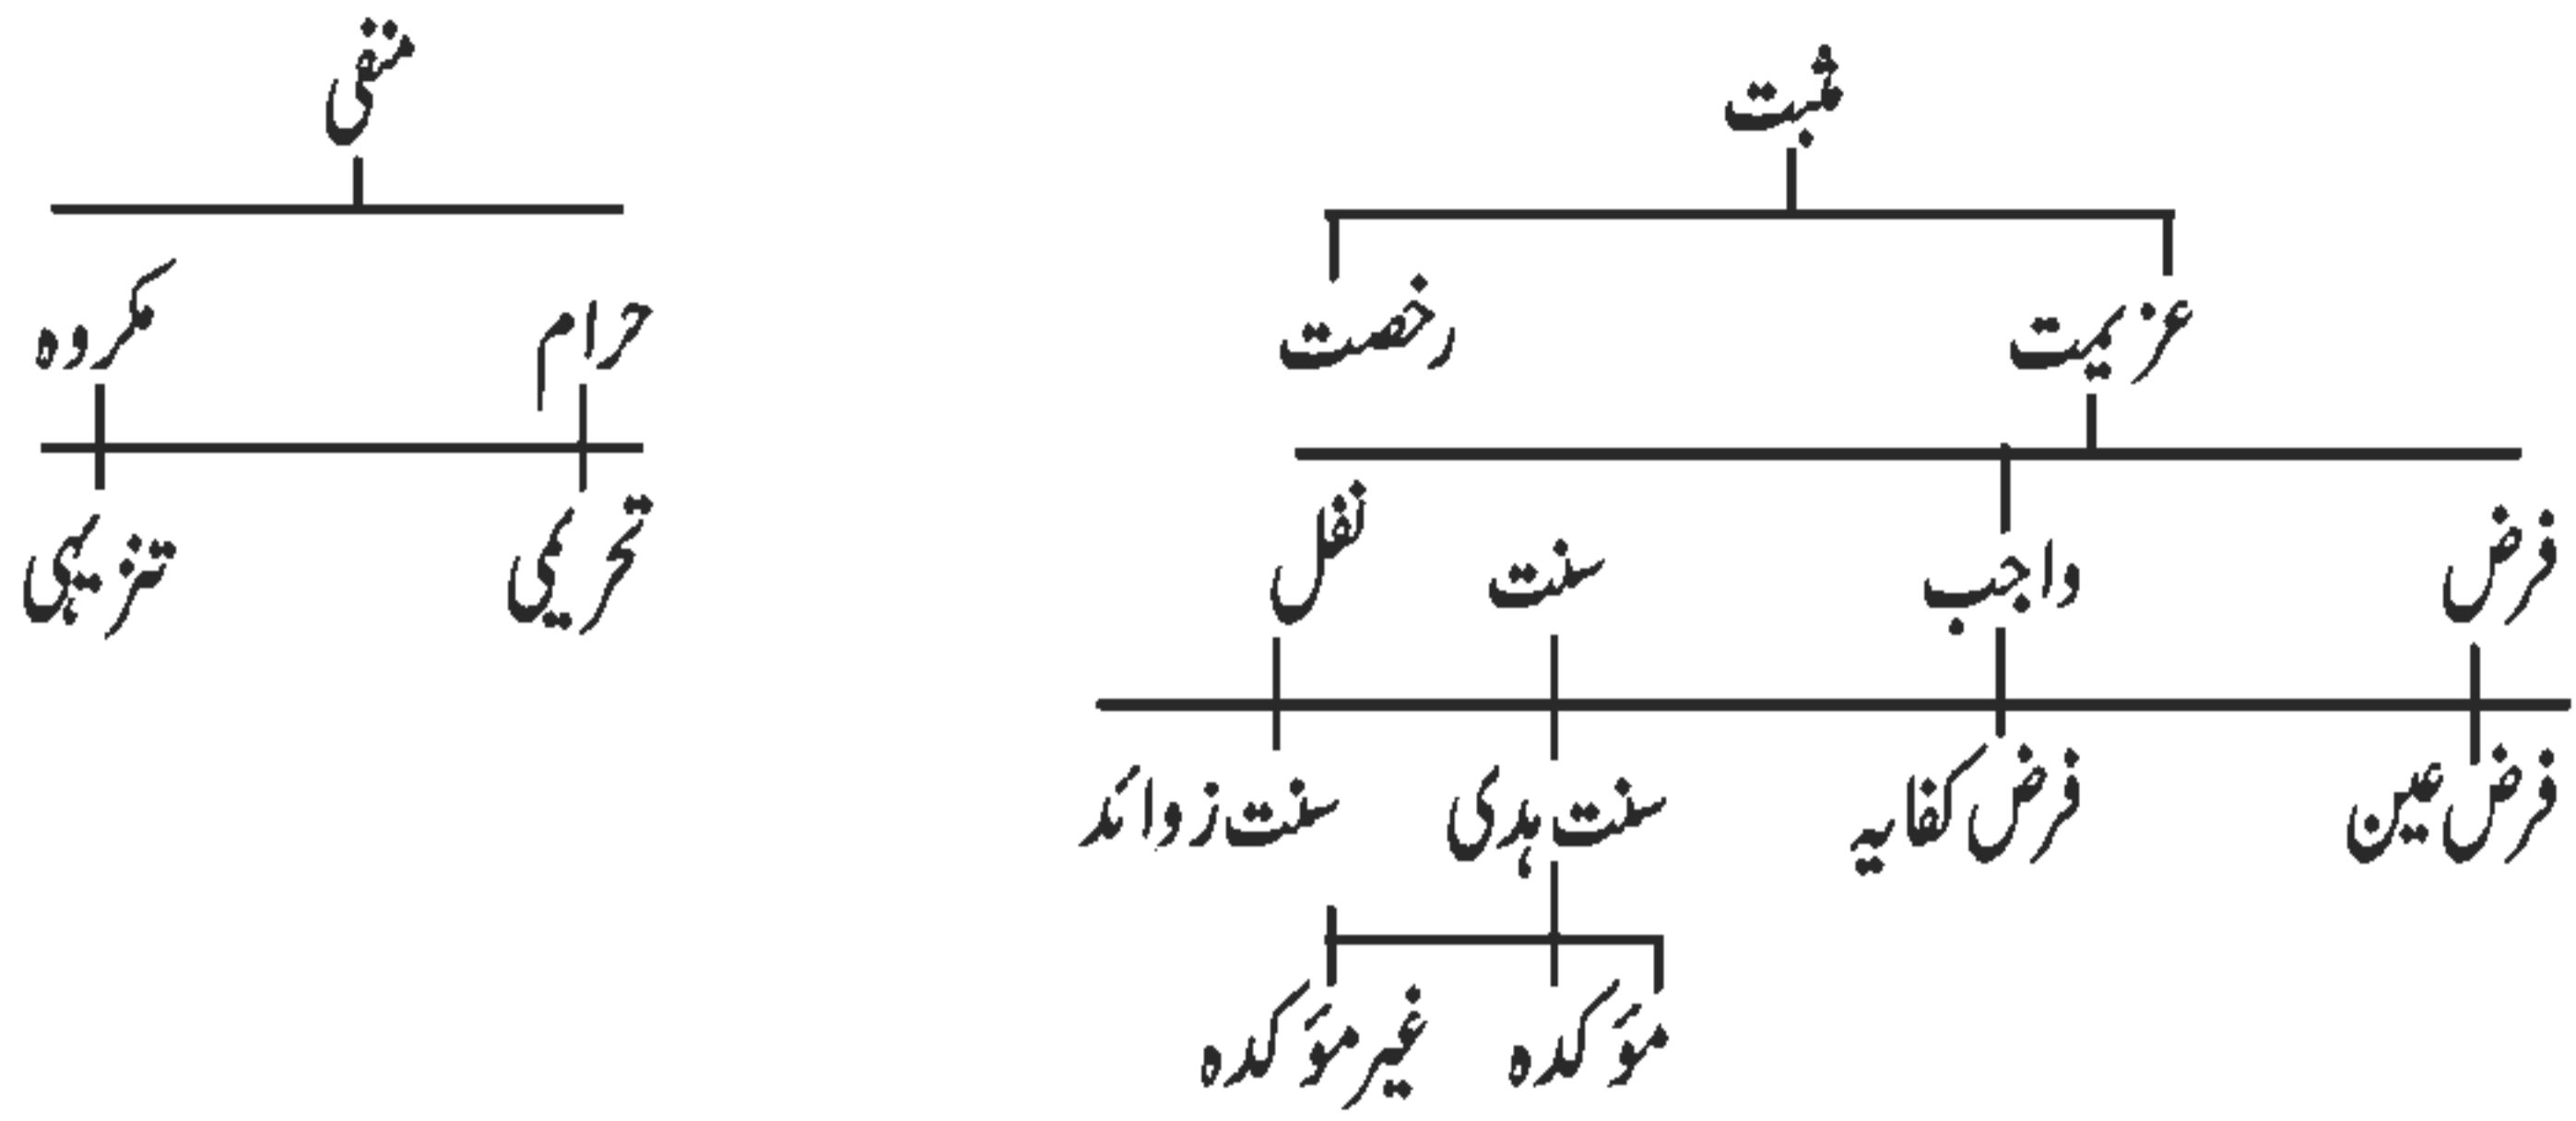 مثبت منفی
عزیمت رخصت حرام مکروہ
فرض واجب سنت نفل تحریمی تنزیہی
فرض عین فرض کفایہ سنت ہدی سنت زوائد
مؤکدہ غیر مؤکدہ